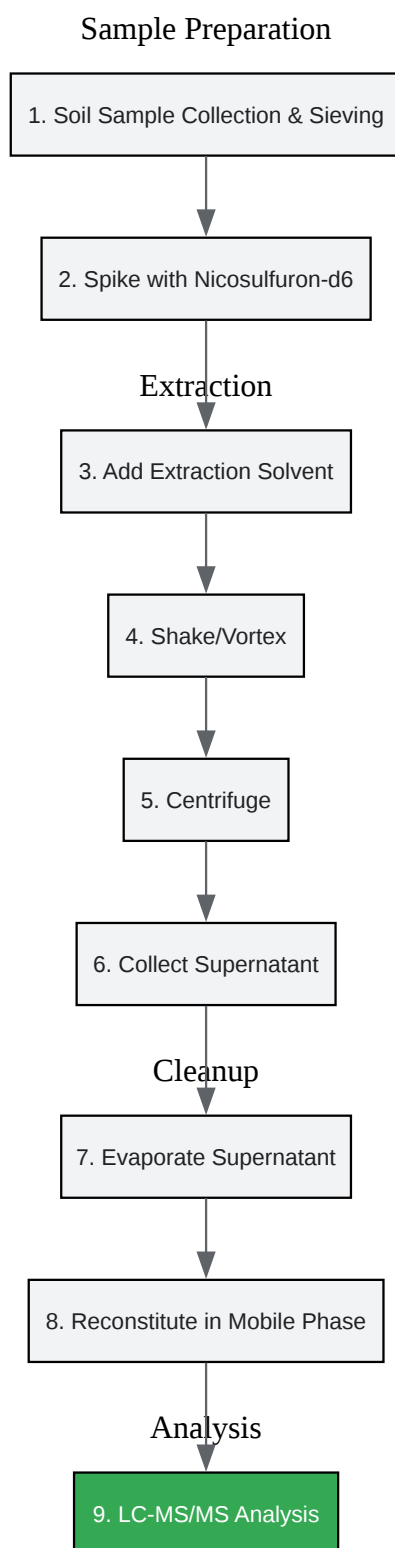 Sample Preparation
1. Soil Sample Collection & Sieving
2. Spike with Nicosulfuron-d6
Extraction
3. Add Extraction Solvent
4. Shake/Vortex
5. Centrifuge
6. Collect Supernatant
Cleanup
7. Evaporate Supernatant
8. Reconstitute in Mobile Phase
Analysis
9. LC-MS/MS Analysis